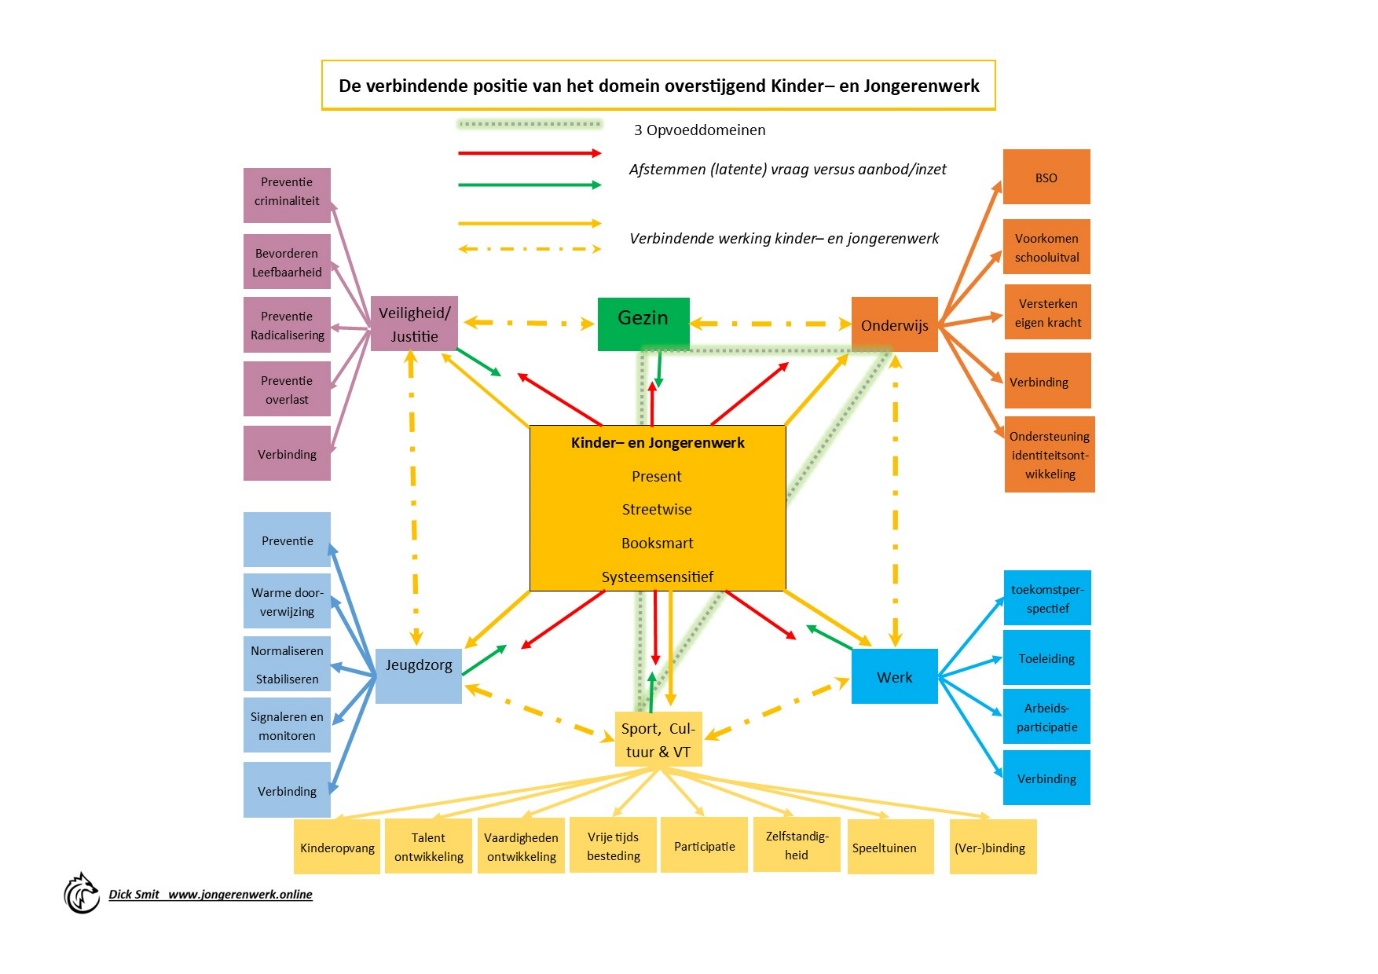 De verbindende positie van het domein overstijgend Kinder– en Jongerenwerk
3 Opvoeddomeinen
Afstemmen (latente) vraag versus aanbod/inzet
Verbindende werking kinder– en jongerenwerk
Preventie
criminaliteit
Bevorderen
Leefbaarheid
Preventie
Radicalisering
Preventie
overlast
Verbinding
Veiligheid/
Justitie
Gezin
Onderwijs
BSO
Voorkomen
schooluitval
Versterken
eigen kracht
Verbinding
Ondersteuning
identiteitsont-
wikkeling
Kinder– en Jongerenwerk
Present
Streetwise
Booksmart
Systeemsensitief
Preventie
Warme door-
verwijzing
Normaliseren
Stabiliseren
Signaleren en
monitoren
Verbinding
Jeugdzorg
Sport, Cul-
tuur & VT
Werk
toekomstper-
spectief
Toeleiding
Arbeids-
participatie
Verbinding
Kinderopvang
Talent
ontwikkeling
Vaardigheden
ontwikkeling
Vrije tijds
besteding
Participatie
Zelfstandig-
heid
Speeltuinen
(Ver-)binding
Dick Smit www.jongerenwerk.online